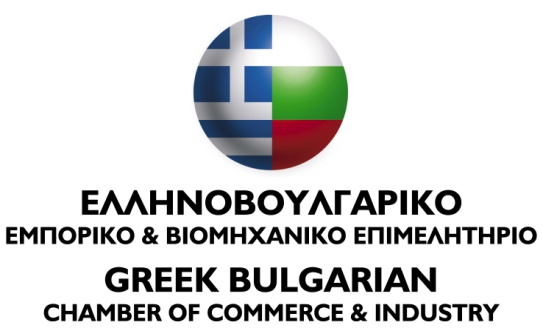 ΕΛΛΗΝΟΒΟΥΛΓΑΡΙΚΟ
ΕΜΠΟΡΙΚΟ & ΒΙΟΜΗΧΑΝΙΚΟ ΕΠΙΜΕΛΗΤΗΡΙΟ
GREEK BULGARIAN
CHAMBER OF COMMERCE & INDUSTRY